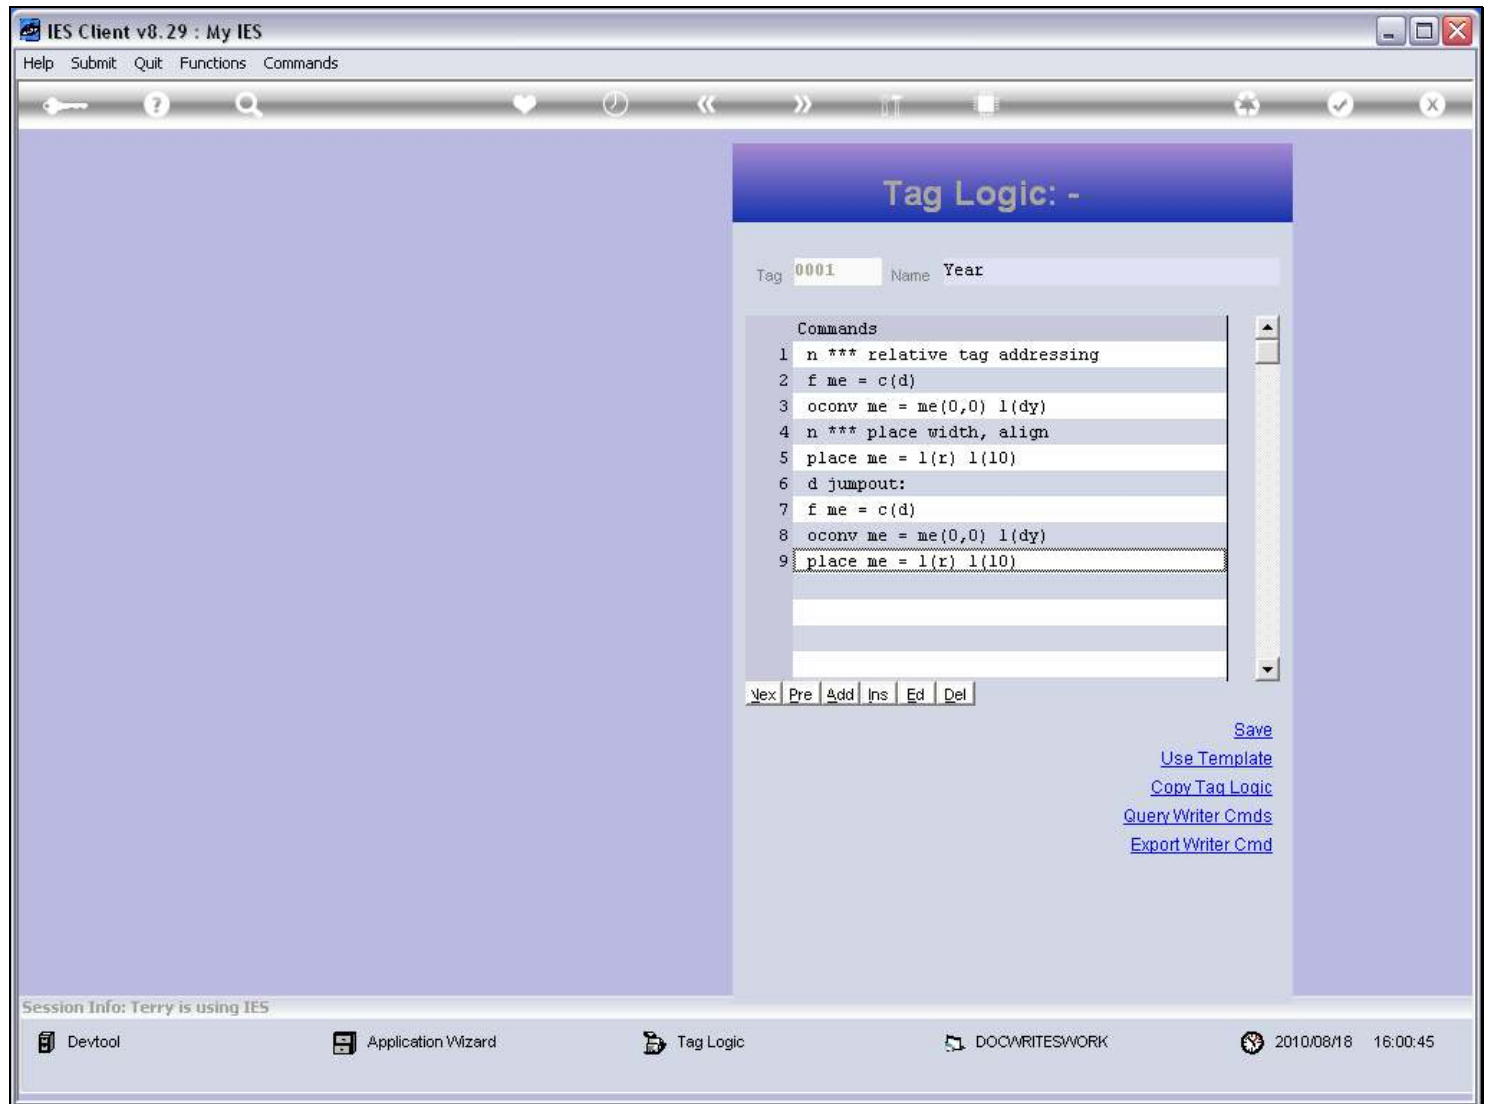 IES Client v8.29 : My IES
Help Submit Quit Functions Commands
Tag Logic: -
Tag 0001 Name Year
Commands
1 n *** relative tag addressing
2 f me = c(d)
3 oconv me = me(0,0) l(dy)
4 n *** place width, align
5 place me = l(r) l(10)
6 d jumpout:
7 f me = c(d)
8 oconv me = me(0,0) l(dy)
9 place me = l(r) l(10)
Nex Pre Add Ins Ed Del
Save
Use Template
Copy Tag Logic
Query Writer Cmds
Export Writer Cmd
Session Info: Terry is using IES
Devtool Application Wizard Tag Logic DOCWRITESWORK 2010/08/18 16:00:45